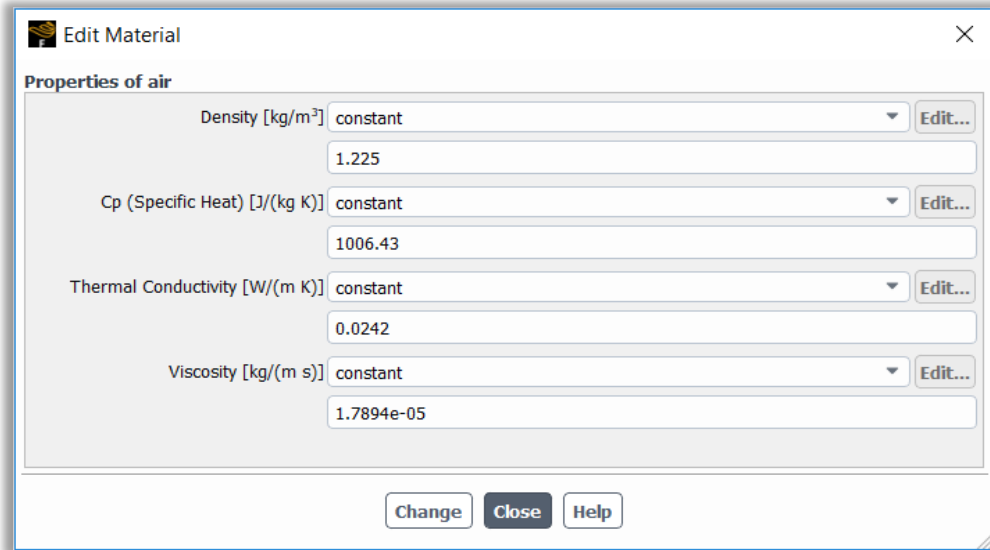 Edit Material
Properties of air
Density [kg/m³] constant Edit...
1.225
Cp (Specific Heat) [J/(kg K)] constant Edit...
1006.43
Thermal Conductivity [W/(m K)] constant Edit...
0.0242
Viscosity [kg/(m s)] constant Edit...
1.7894e-05
Change Close Help